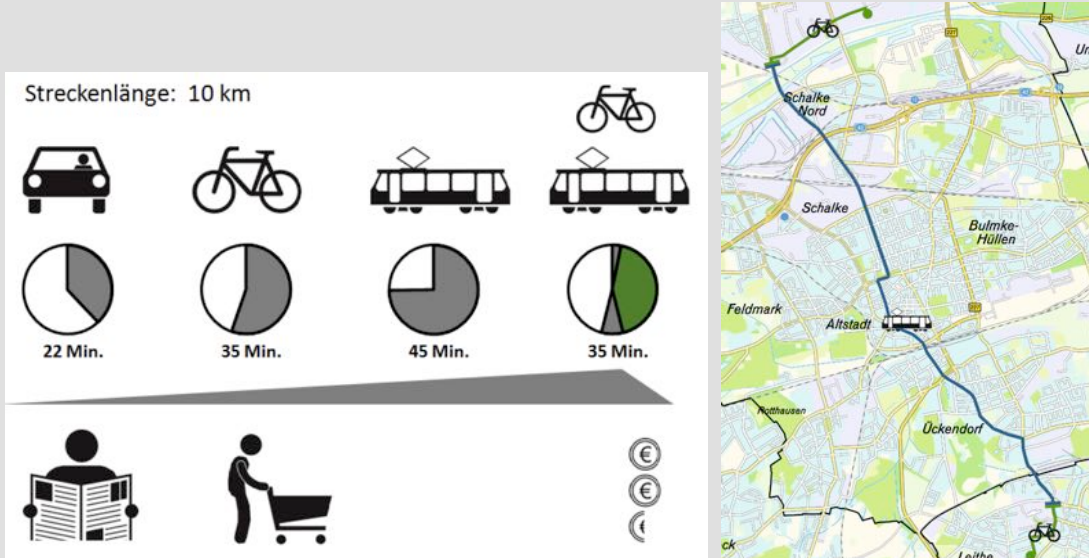 Streckenlänge: 10 km
22 Min.
35 Min.
45 Min.
35 Min.
€
€
Schalke
Nord
Schalke
Bulmke-
Hüllen
Feldmark
Altstadt
Rotthausen
Ückendorf
Leithe